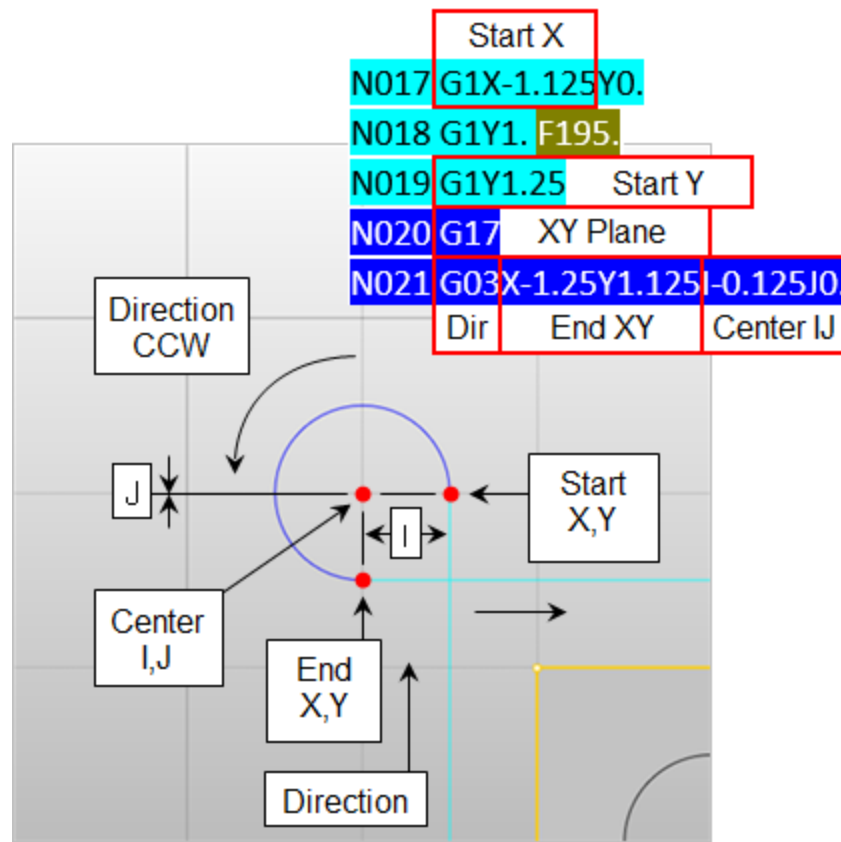 Start X
N017 G1X-1.125Y0.
N018 G1Y1. F195.
N019 G1Y1.25 Start Y
N020 G17 XY Plane
N021 G03X-1.25Y1.125I-0.125J0.
Dir End XY Center IJ
Direction
CCW
J
I
Start
X,Y
Center
I,J
End
X,Y
Direction